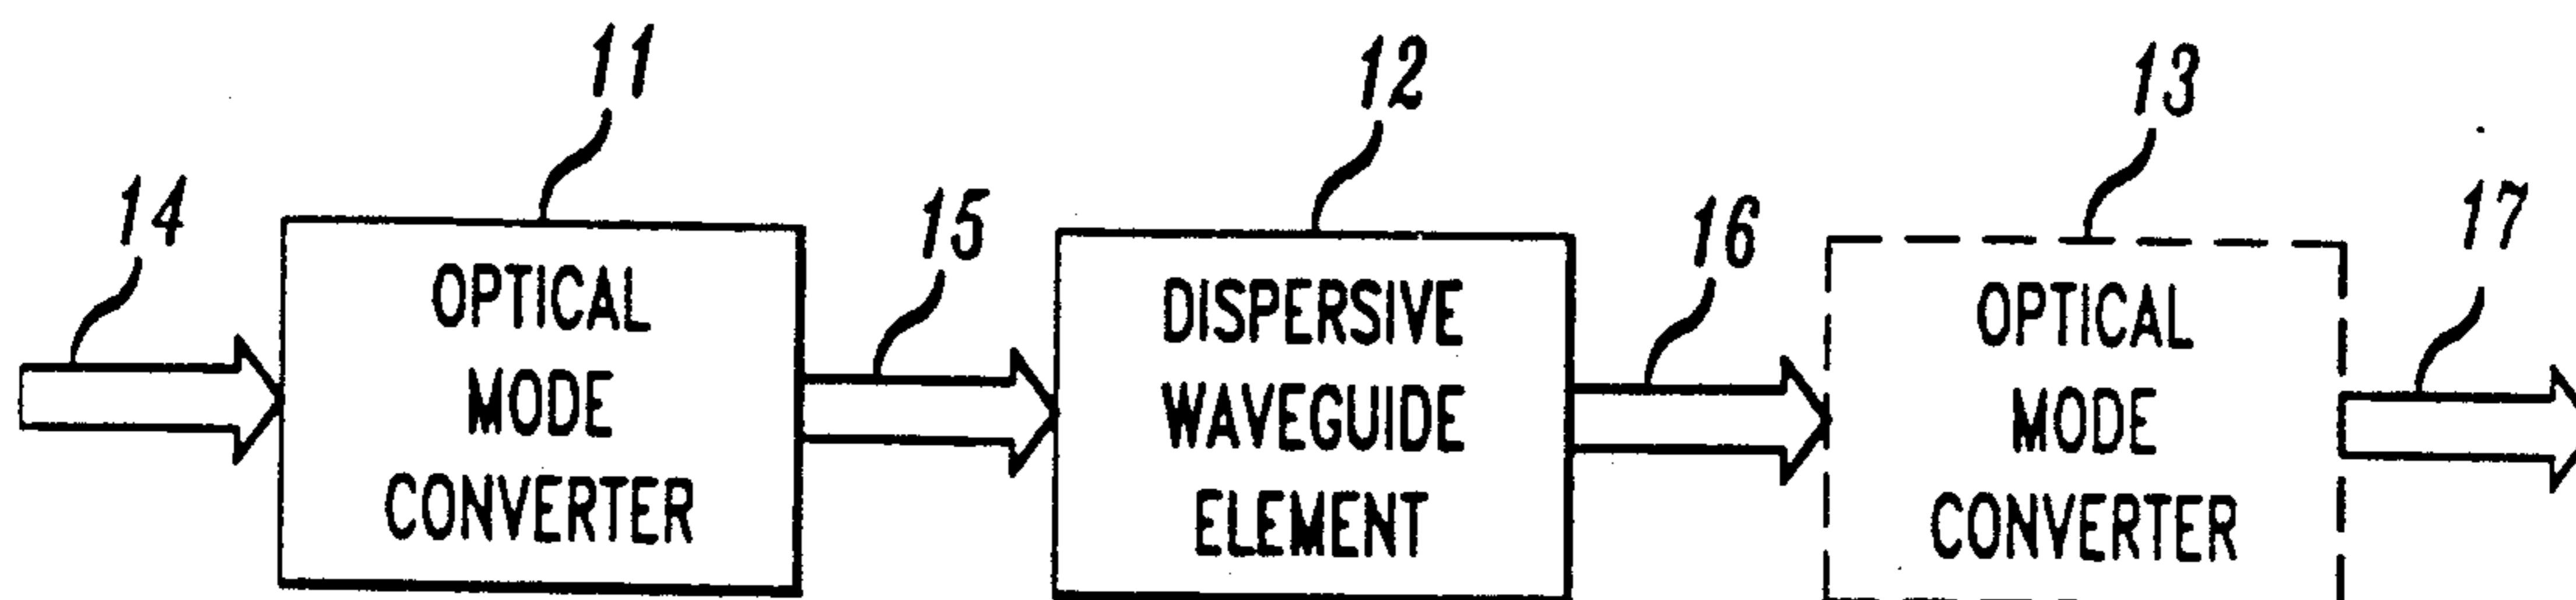 11
12
13
14
15
16
17
OPTICAL
MODE
CONVERTER
DISPERSIVE
WAVEGUIDE
ELEMENT
OPTICAL
MODE
CONVERTER